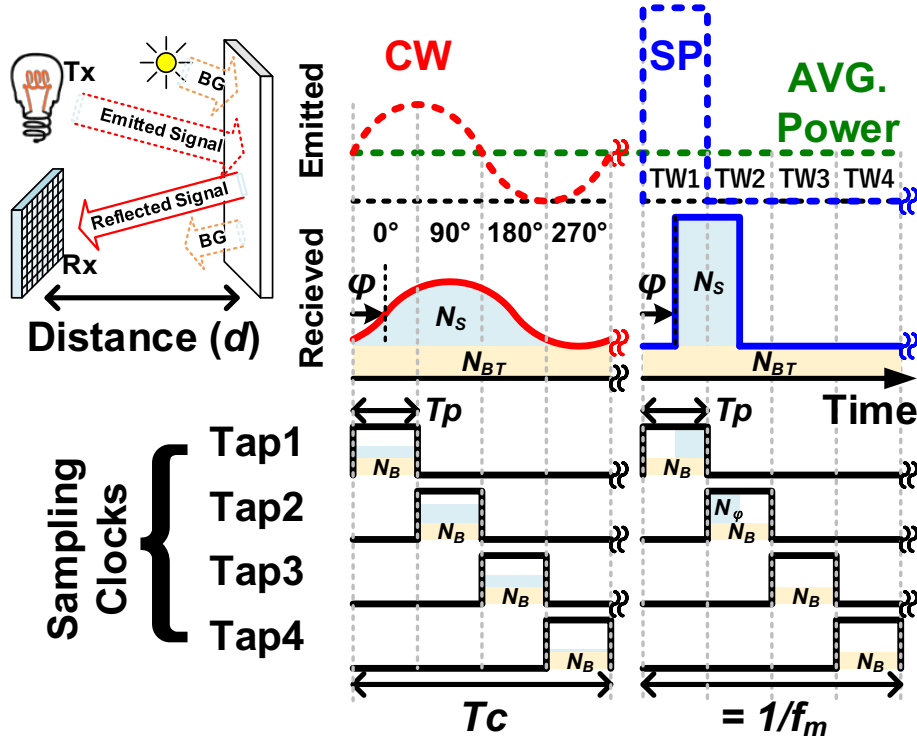 Tx
BG
Emitted Signal
Reflected Signal
BG
Rx
Distance (d)
CW
SP
AVG.
Power
Emitted
TW1 TW2 TW3 TW4
0° 90° 180° 270°
Recieved
φ
N_S
N_BT
φ
N_S
N_BT
Time
Tp
Tp
Sampling
Clocks
Tap1
N_B
N_B
Tap2
N_B
N_φ
N_B
Tap3
N_B
N_B
Tap4
N_B
N_B
Tc
= 1/f_m